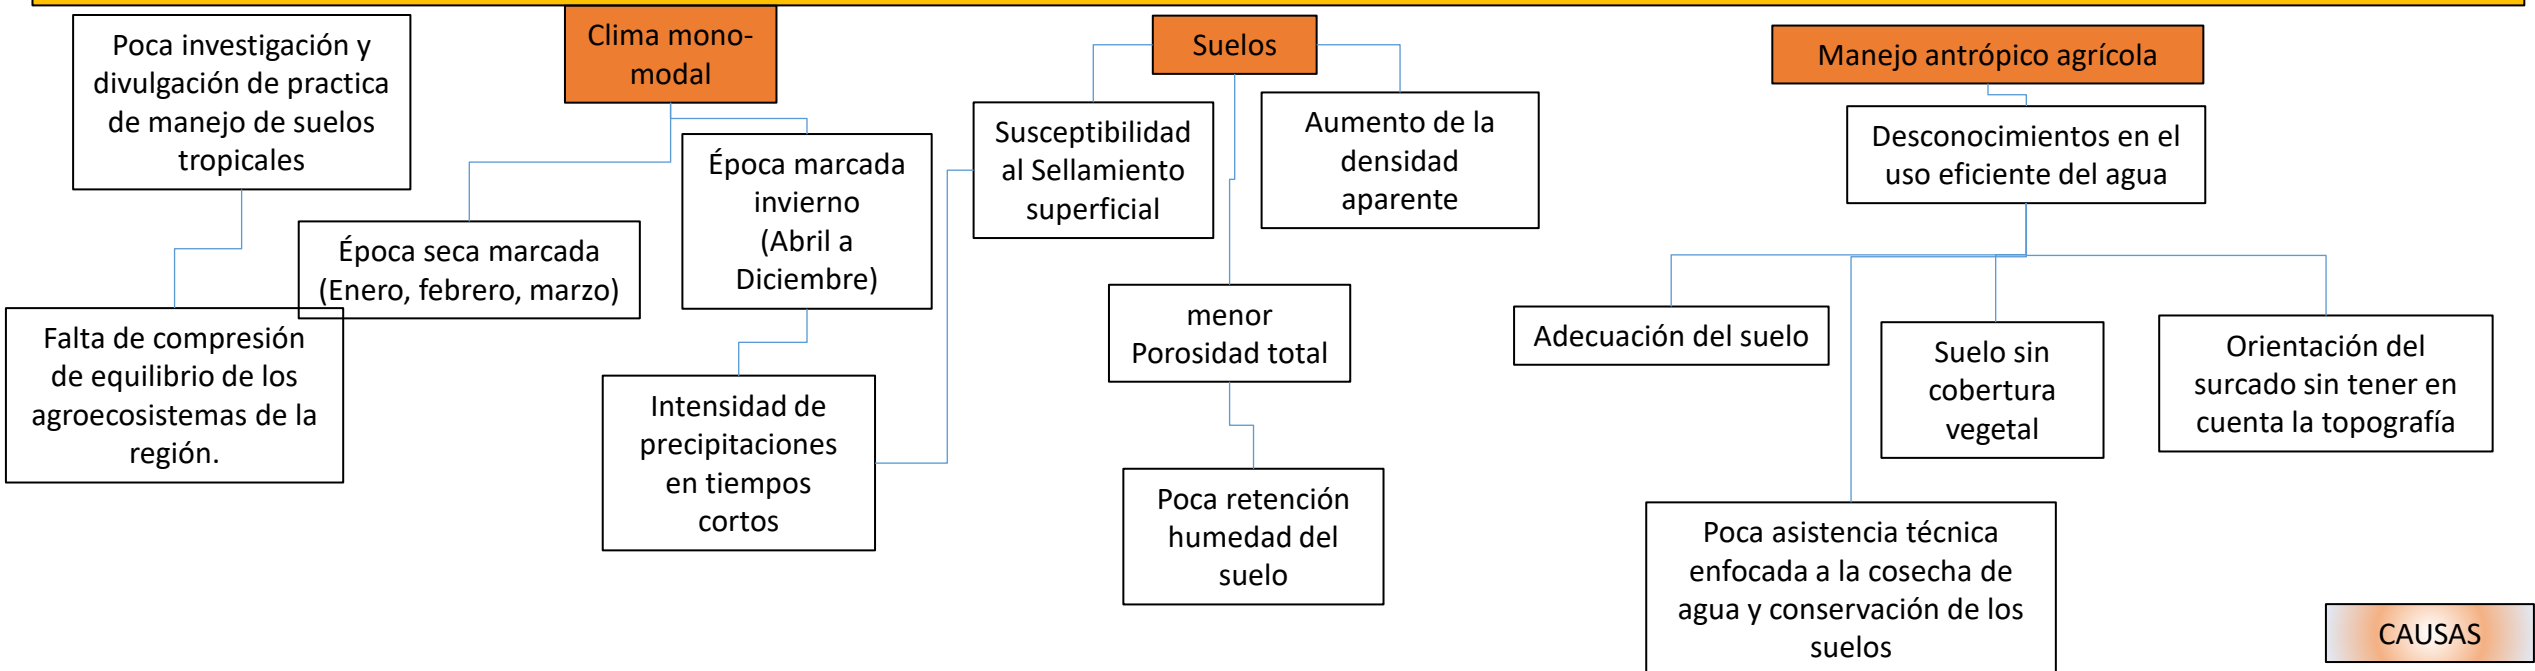 Poca investigación y
divulgación de practica
de manejo de suelos
tropicales
Falta de compresión
de equilibrio de los
agroecosistemas de la
región.
Clima mono-
modal
Época seca marcada
(Enero, febrero, marzo)
Época marcada
invierno
(Abril a
Diciembre)
Intensidad de
precipitaciones
en tiempos
cortos
Suelos
Susceptibilidad
al Sellamiento
superficial
Aumento de la
densidad
aparente
menor
Porosidad total
Poca retención
humedad del
suelo
Manejo antrópico agrícola
Desconocimientos en el
uso eficiente del agua
Adecuación del suelo
Suelo sin
cobertura
vegetal
Orientación del
surcado sin tener en
cuenta la topografía
Poca asistencia técnica
enfocada a la cosecha de
agua y conservación de los
suelos
CAUSAS